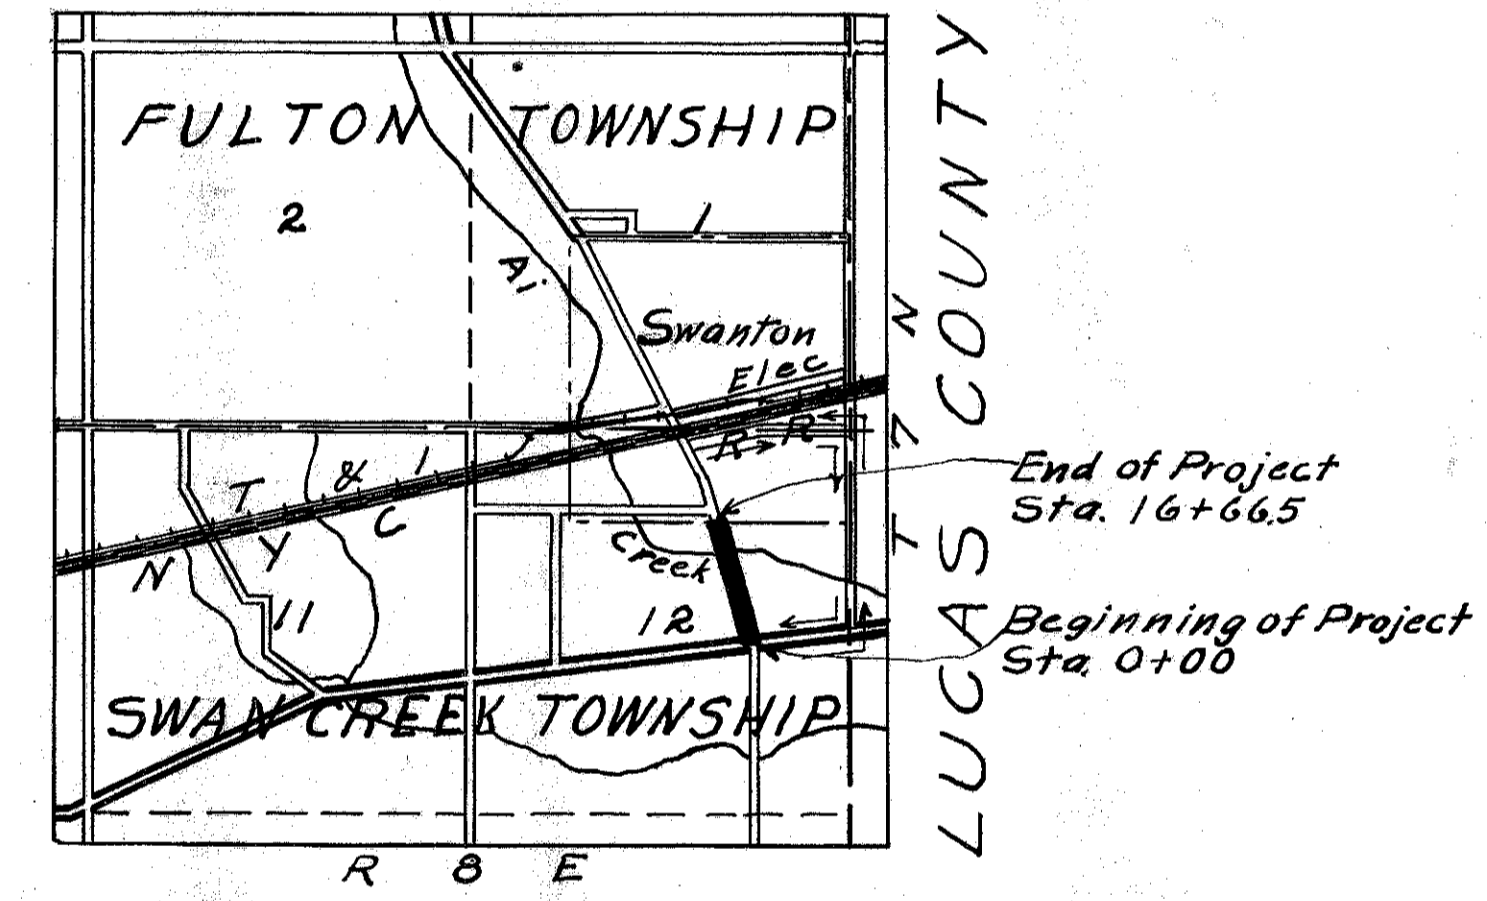 FULTON TOWNSHIP
2
1
Ai
Swanton
Elec
RR
T & I
N Y C
Creek
End of Project
Sta. 16+66.5
11
12
Beginning of Project
Sta. 0+00
SWAN CREEK TOWNSHIP
R 8 E
T 7 N
LUCAS COUNTY